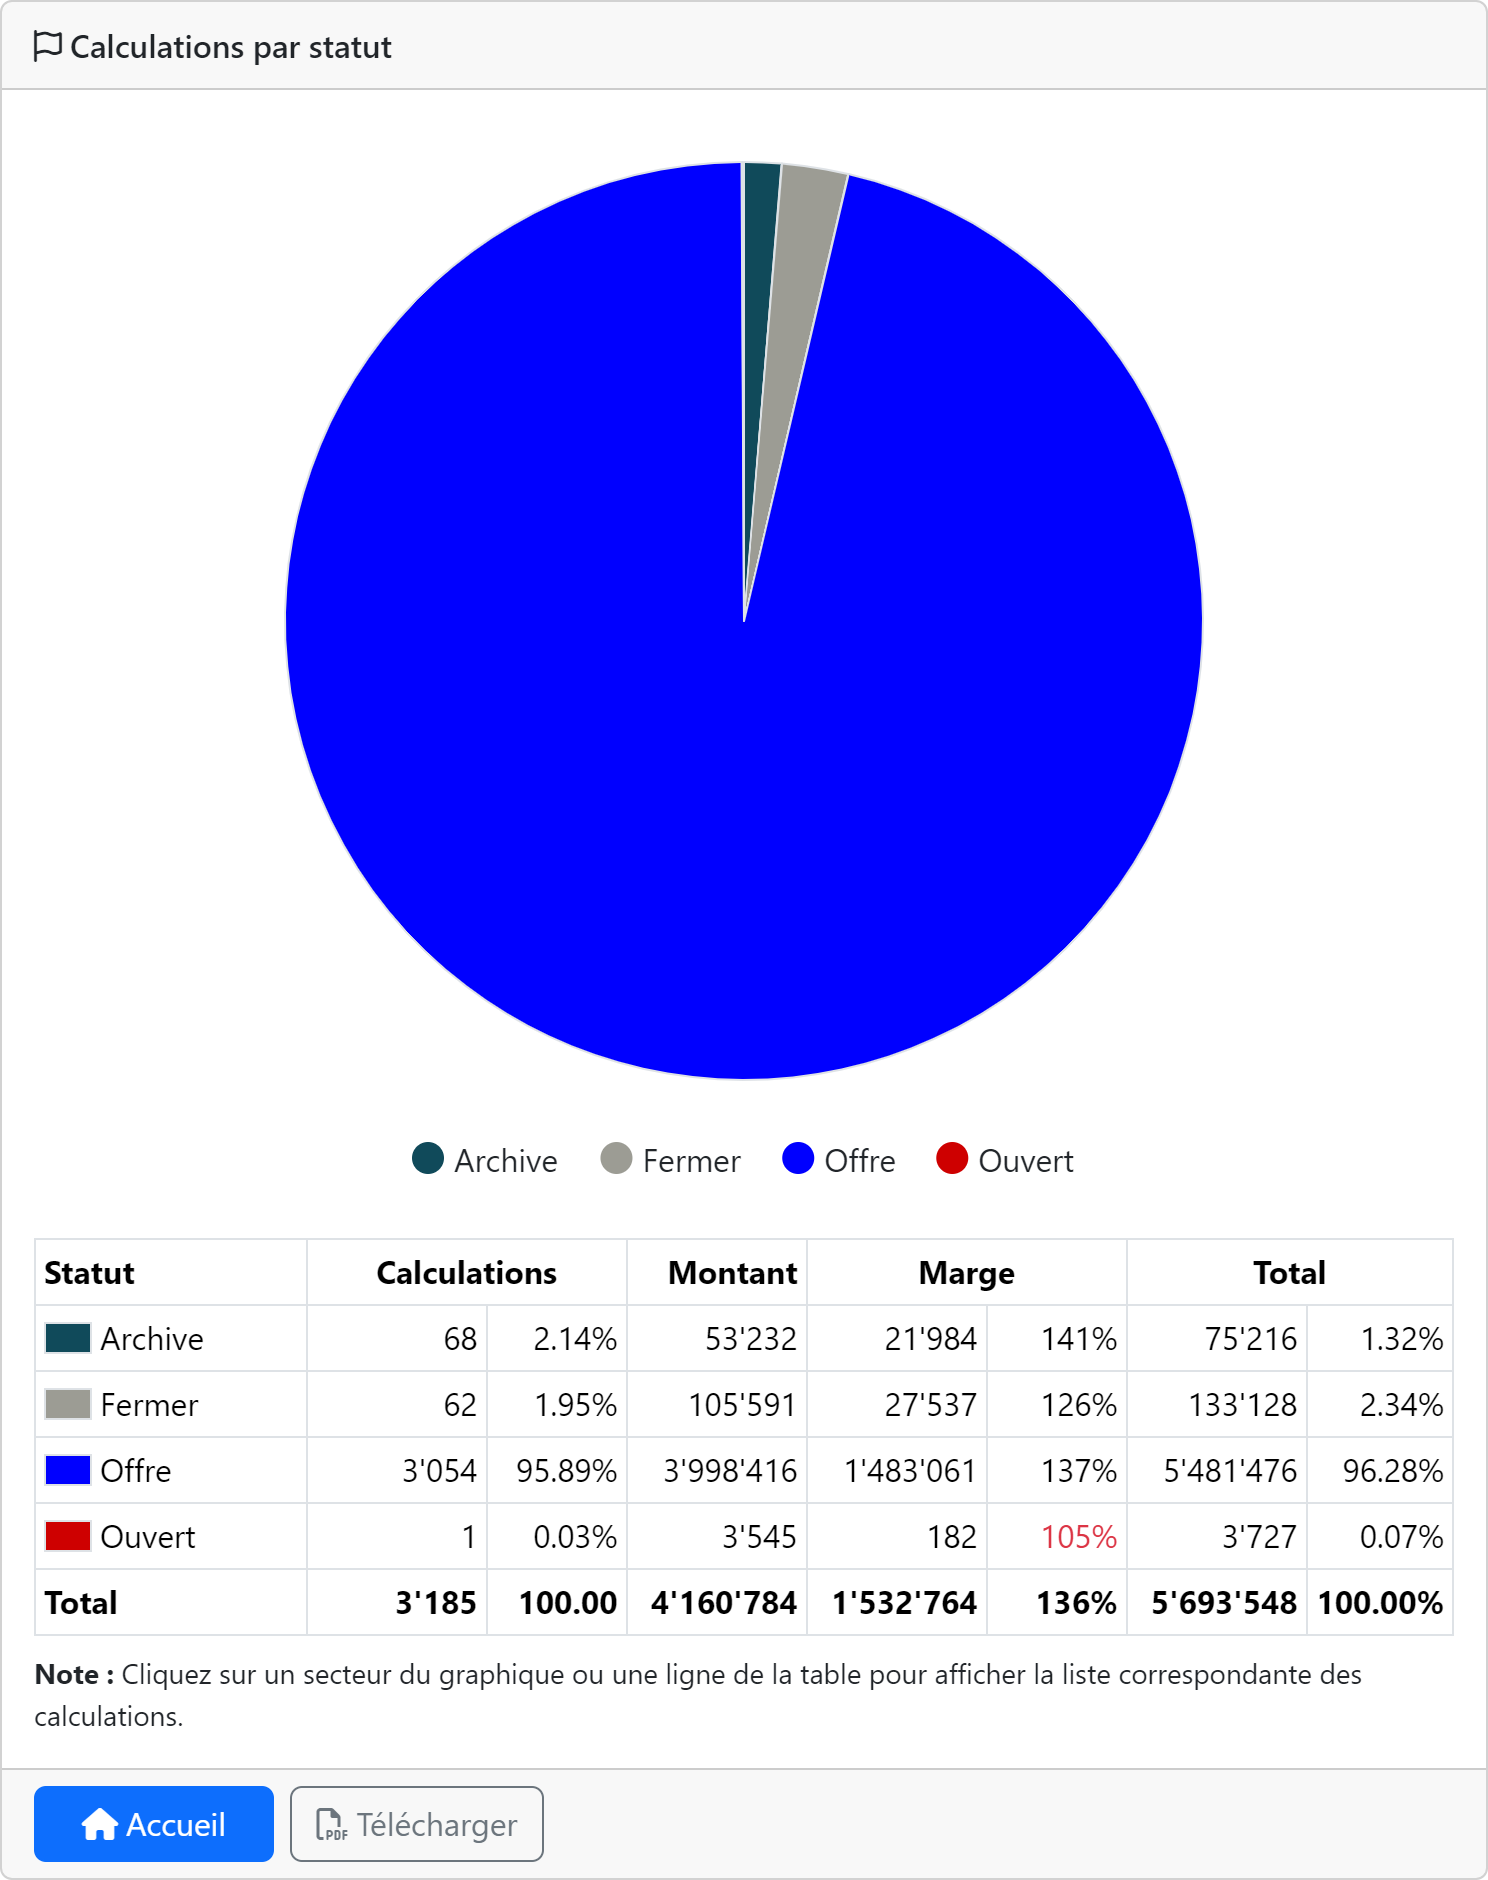 Calculations par statut
Archive Fermer Offre Ouvert
Statut Calculations Montant Marge Total
Archive 68 2.14% 53'232 21'984 141% 75'216 1.32%
Fermer 62 1.95% 105'591 27'537 126% 133'128 2.34%
Offre 3'054 95.89% 3'998'416 1'483'061 137% 5'481'476 96.28%
Ouvert 1 0.03% 3'545 182 105% 3'727 0.07%
Total 3'185 100.00 4'160'784 1'532'764 136% 5'693'548 100.00%
Note : Cliquez sur un secteur du graphique ou une ligne de la table pour afficher la liste correspondante des
calculations.
Accueil PDF Télécharger